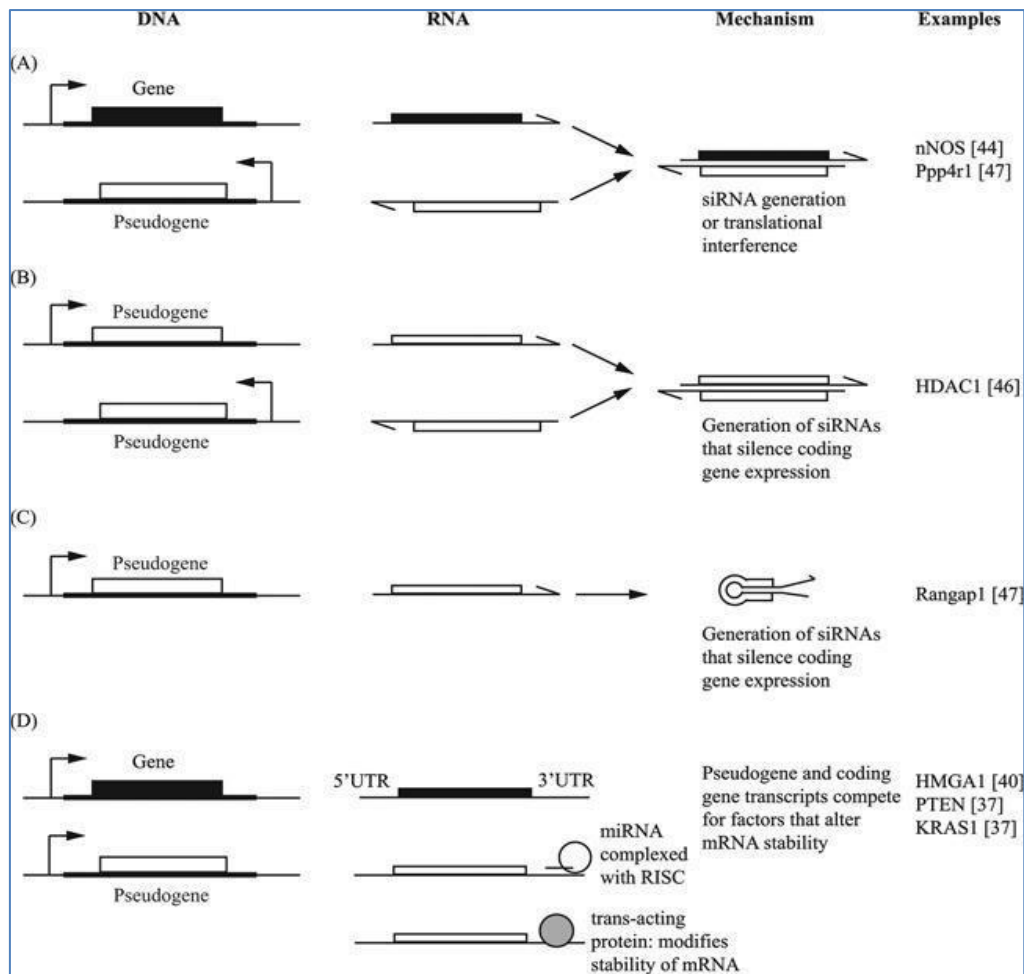 DNA RNA Mechanism Examples
(A)
Gene
Pseudogene
siRNA generation
or translational
interference
nNOS [44]
Ppp4r1 [47]
(B)
Pseudogene
Pseudogene
Generation of siRNAs
that silence coding
gene expression
HDAC1 [46]
(C)
Pseudogene
Generation of siRNAs
that silence coding
gene expression
Rangap1 [47]
(D)
Gene
Pseudogene
5'UTR 3'UTR
miRNA
complexed
with RISC
trans-acting
protein: modifies
stability of mRNA
Pseudogene and coding
gene transcripts compete
for factors that alter
mRNA stability
HMGA1 [40]
PTEN [37]
KRAS1 [37]